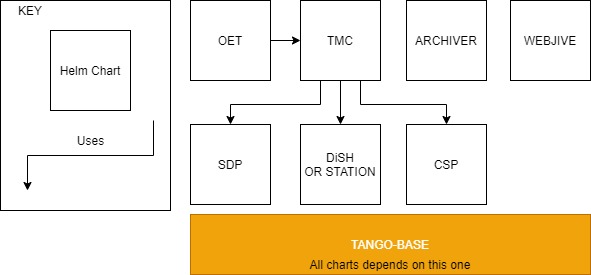 KEY
Helm Chart
Uses
OET
TMC
ARCHIVER
WEBJIVE
SDP
DiSH
OR STATION
CSP
TANGO-BASE
All charts depends on this one